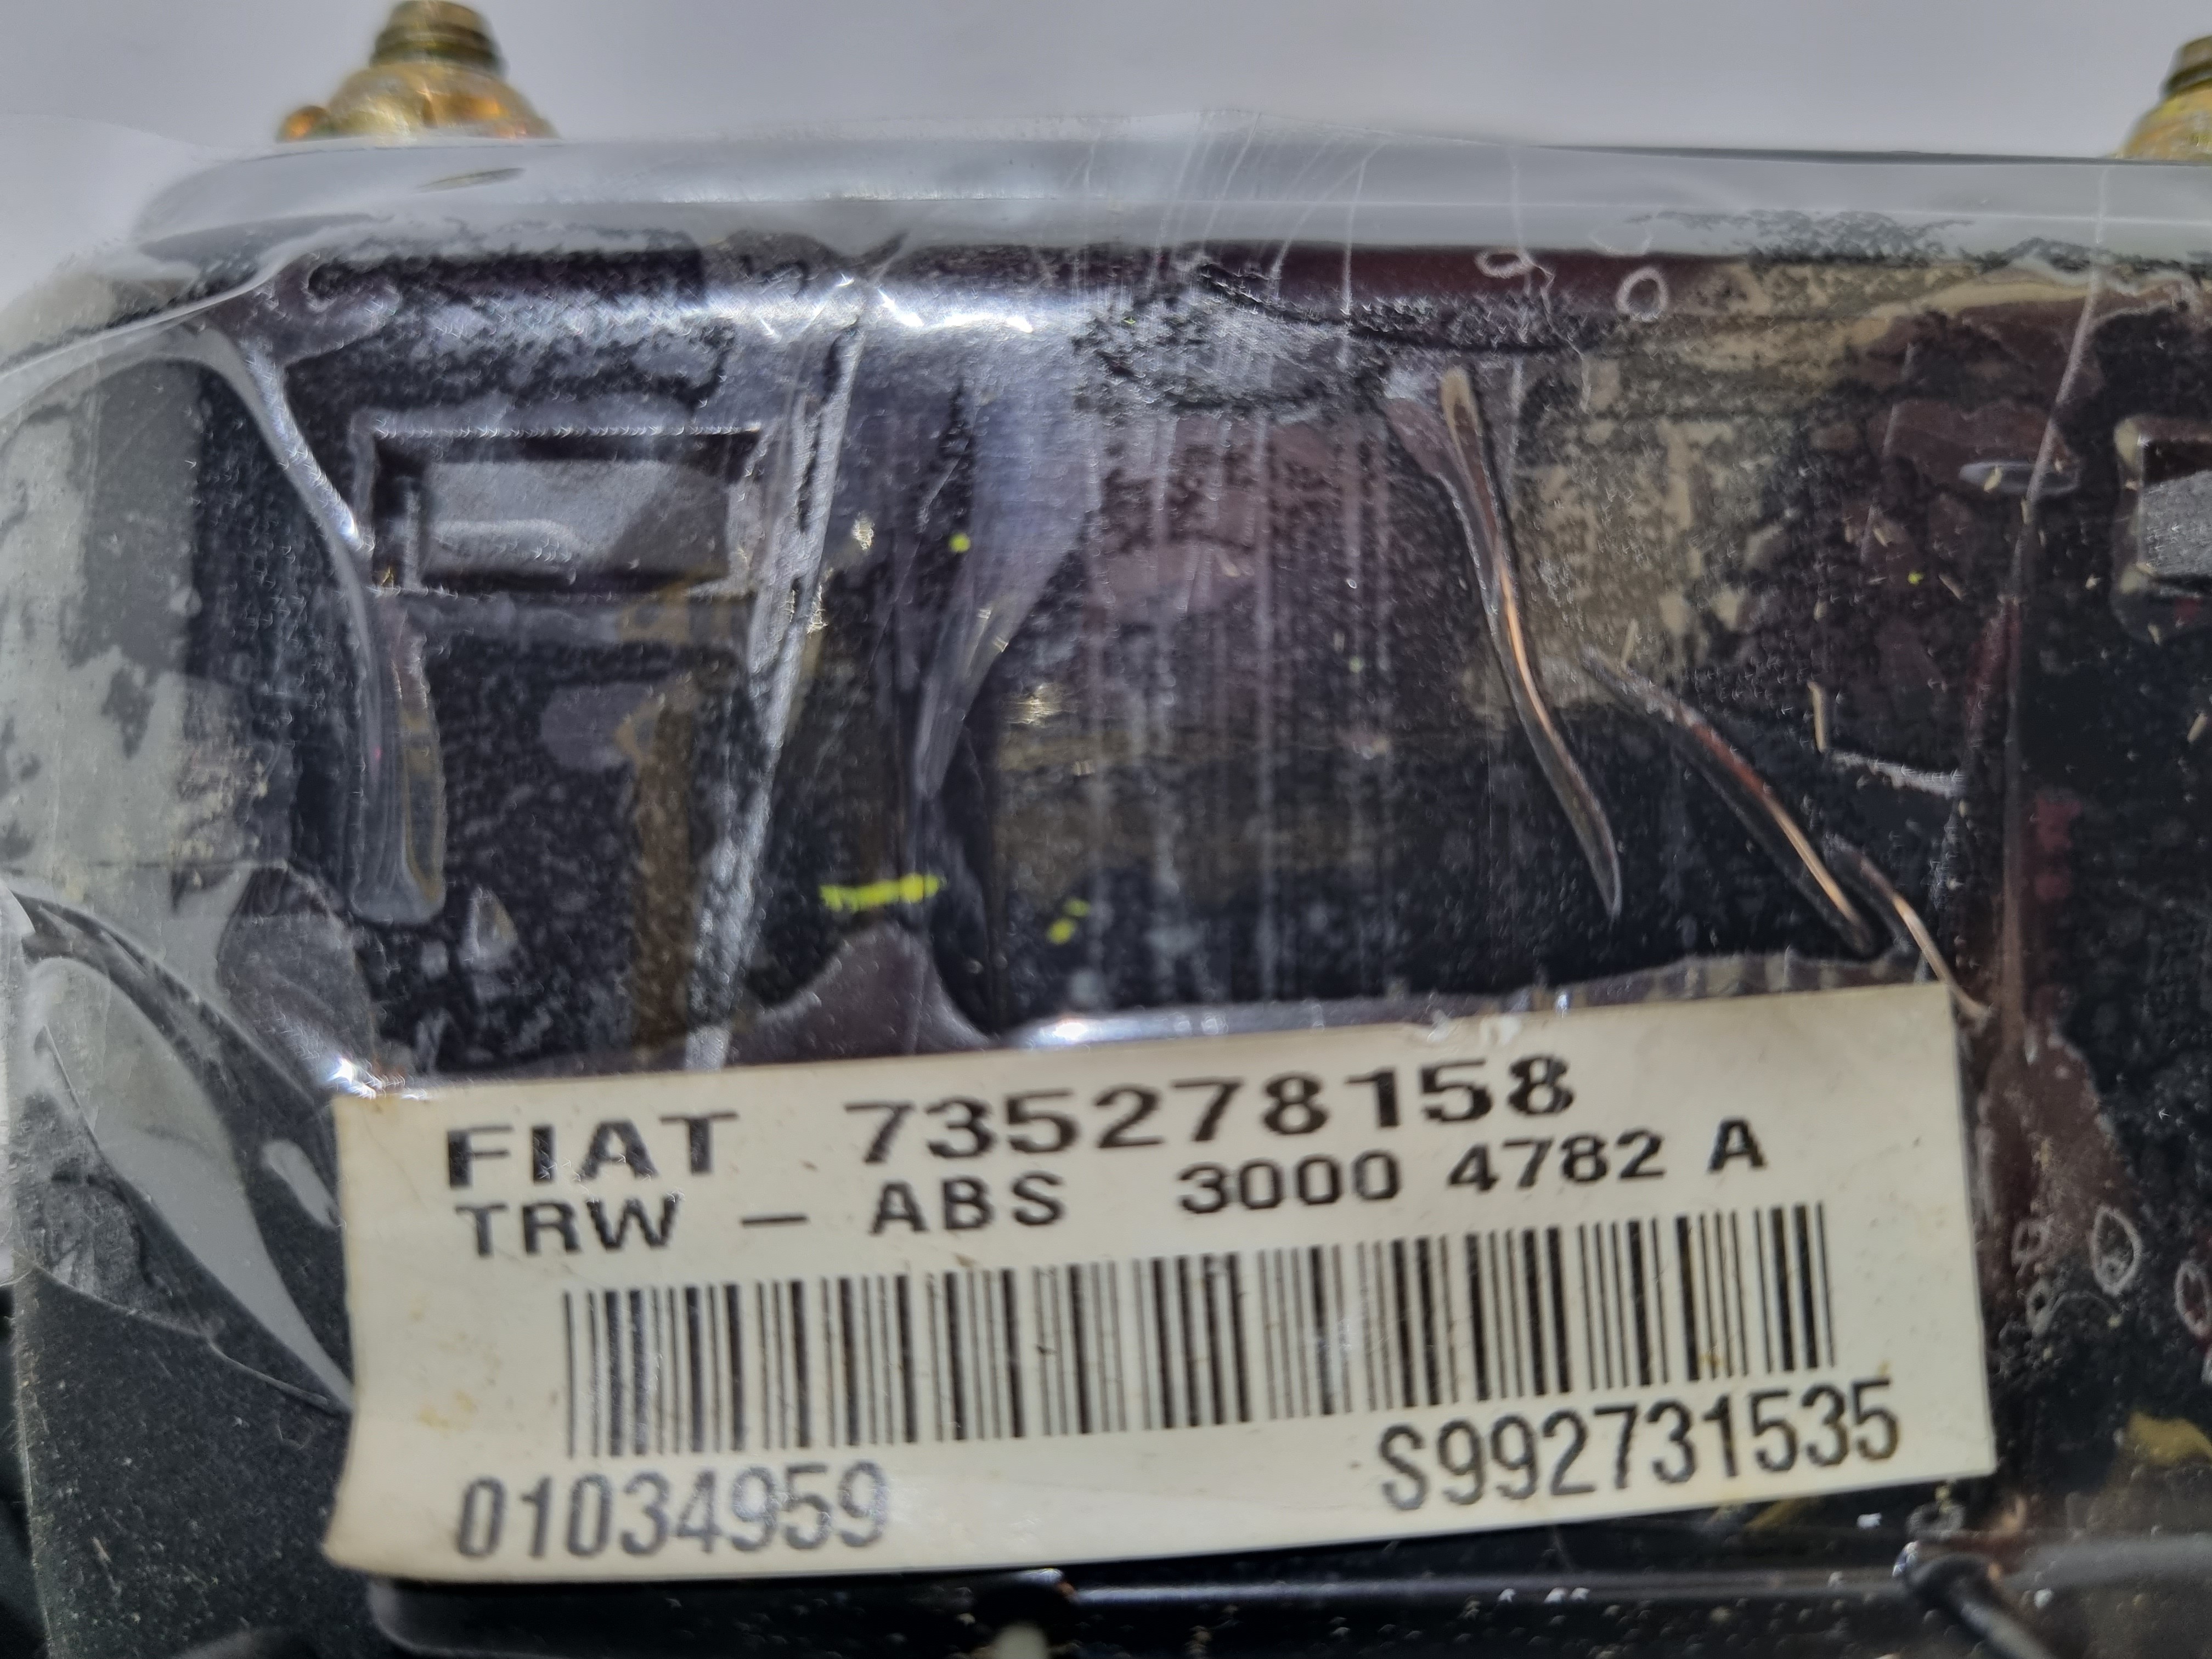 FIAT 735278158
TRW - ABS 3000 4782 A
01034959 S992731535